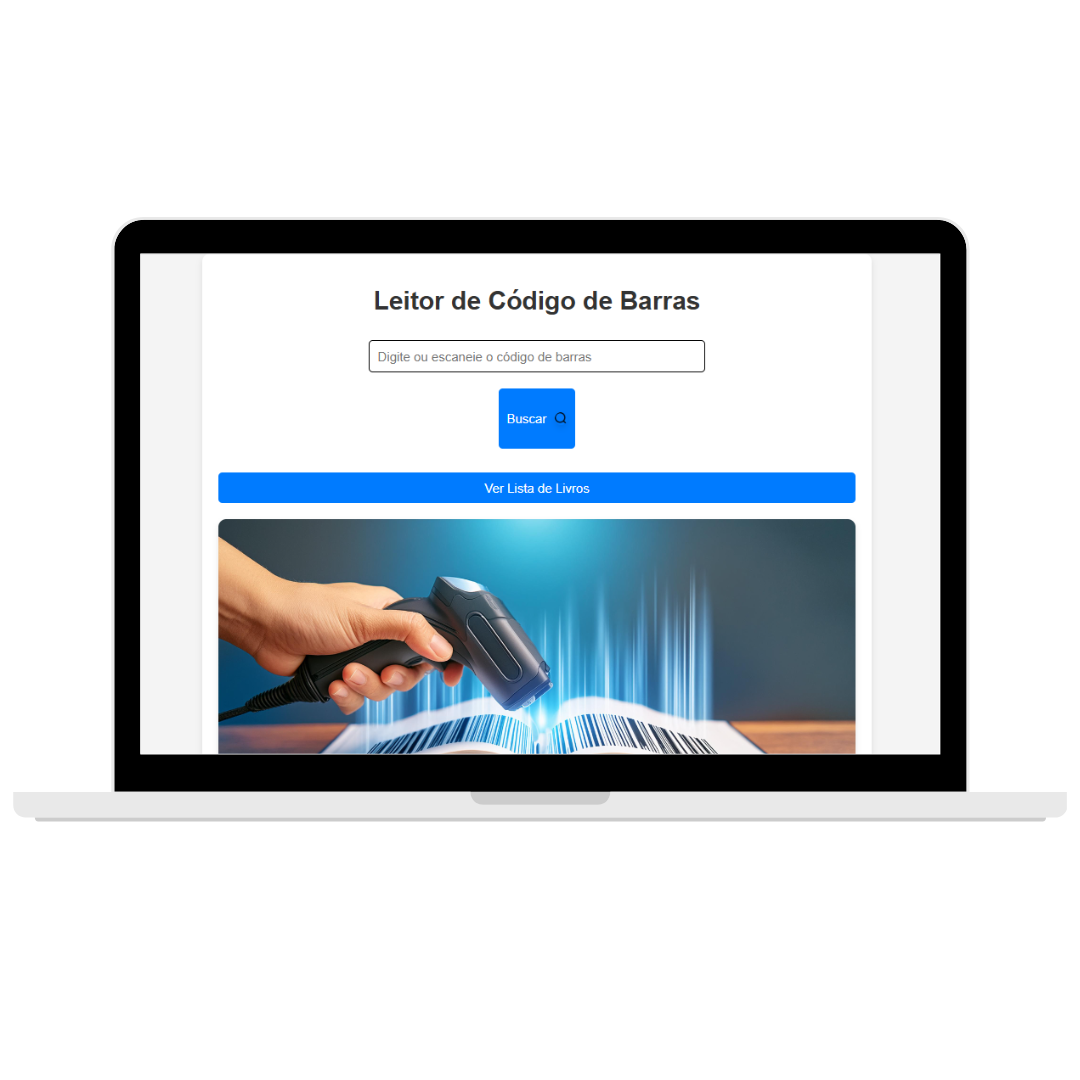 Leitor de Código de Barras
Digite ou escaneie o código de barras
Buscar
Ver Lista de Livros